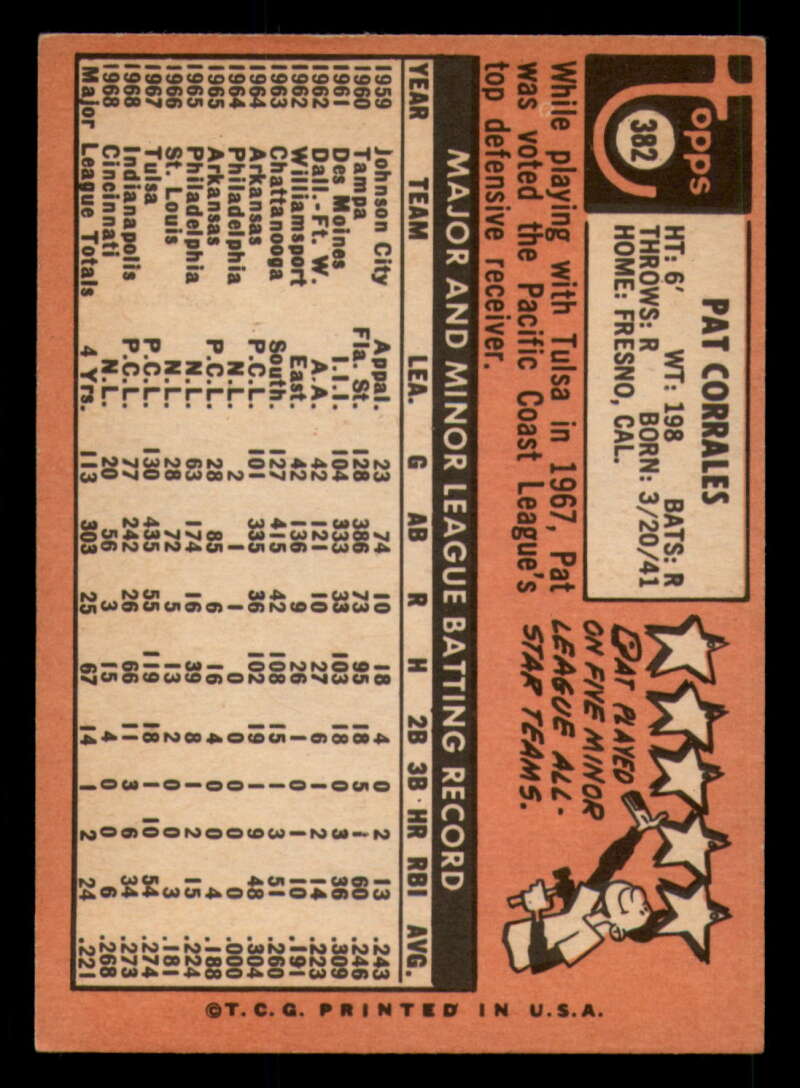 Topps
382
PAT CORRALES
HT: 6' WT: 198 BATS: R
THROWS: R BORN: 3/20/41
HOME: FRESNO, CAL.
While playing with Tulsa in 1967, Pat
was voted the Pacific Coast League's
top defensive receiver.
PAT PLAYED
ON FIVE MINOR
LEAGUE ALL-
STAR TEAMS.
MAJOR AND MINOR LEAGUE BATTING RECORD
YEAR TEAM LEA. G AB R H 2B 3B HR RBI AVG.
1959 Johnson City Appal. 23 74 10 18 4 0 2 13 .243
1960 Tampa Fla. St. 128 386 73 95 18 5 1 60 .246
1961 Des Moines I.I.I. 104 333 33 103 18 0 3 36 .309
1962 Dall.-Ft. W. A.A. 42 121 10 27 6 1 2 14 .223
1962 Williamsport East. 42 136 9 26 1 0 1 10 .191
1963 Chattanooga South. 127 415 42 108 15 1 3 51 .260
1964 Arkansas P.C.L. 101 335 36 102 19 1 9 48 .304
1964 Philadelphia N.L. 2 1 1 0 0 0 0 0 .000
1965 Arkansas P.C.L. 28 85 6 16 4 0 0 4 .188
1965 Philadelphia N.L. 63 174 16 39 8 1 2 15 .224
1966 St. Louis N.L. 28 72 5 13 2 0 0 3 .181
1967 Tulsa P.C.L. 130 435 55 119 18 1 10 54 .274
1968 Indianapolis P.C.L. 77 242 26 66 11 3 6 34 .273
1968 Cincinnati N.L. 20 56 3 15 4 0 0 6 .268
Major League Totals 4 Yrs. 113 303 25 67 14 1 2 24 .221
©T.C.G. PRINTED IN U.S.A.